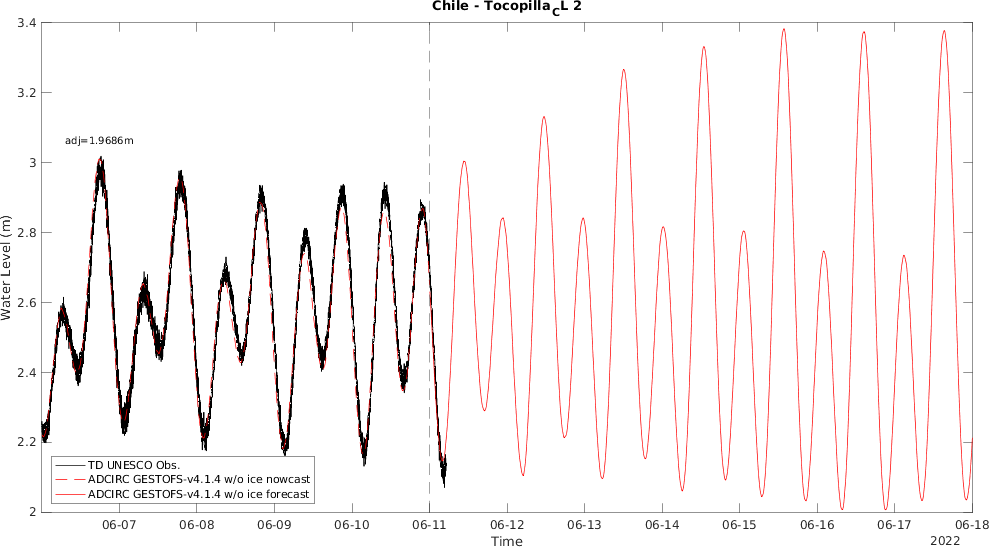 Chile - Tocopilla_CL 2
3.4
3.2
3
2.8
2.6
2.4
2.2
2
Water Level (m)
adj=1.9686m
TD UNESCO Obs.
ADCIRC GESTOFS-v4.1.4 w/o ice nowcast
ADCIRC GESTOFS-v4.1.4 w/o ice forecast
06-07 06-08 06-09 06-10 06-11 06-12 06-13 06-14 06-15 06-16 06-17 06-18
Time
2022